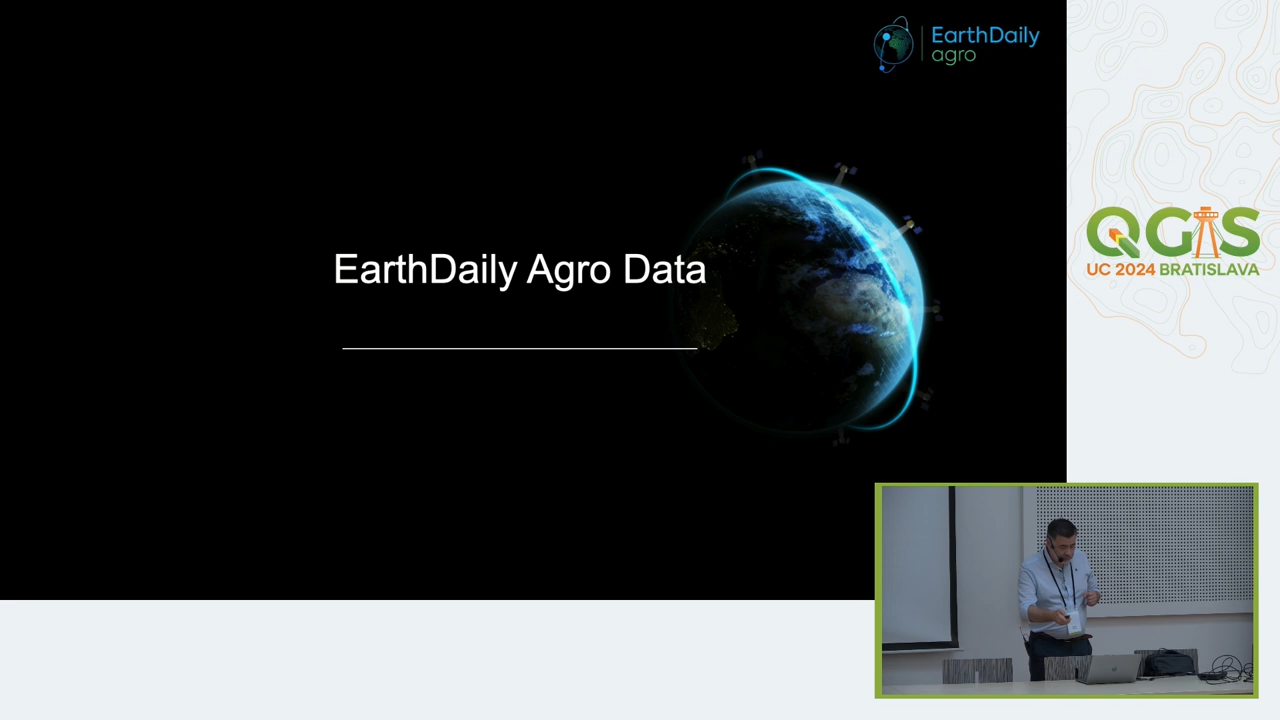 EarthDaily
agro
EarthDaily Agro Data
QGIS
UC 2024 BRATISLAVA